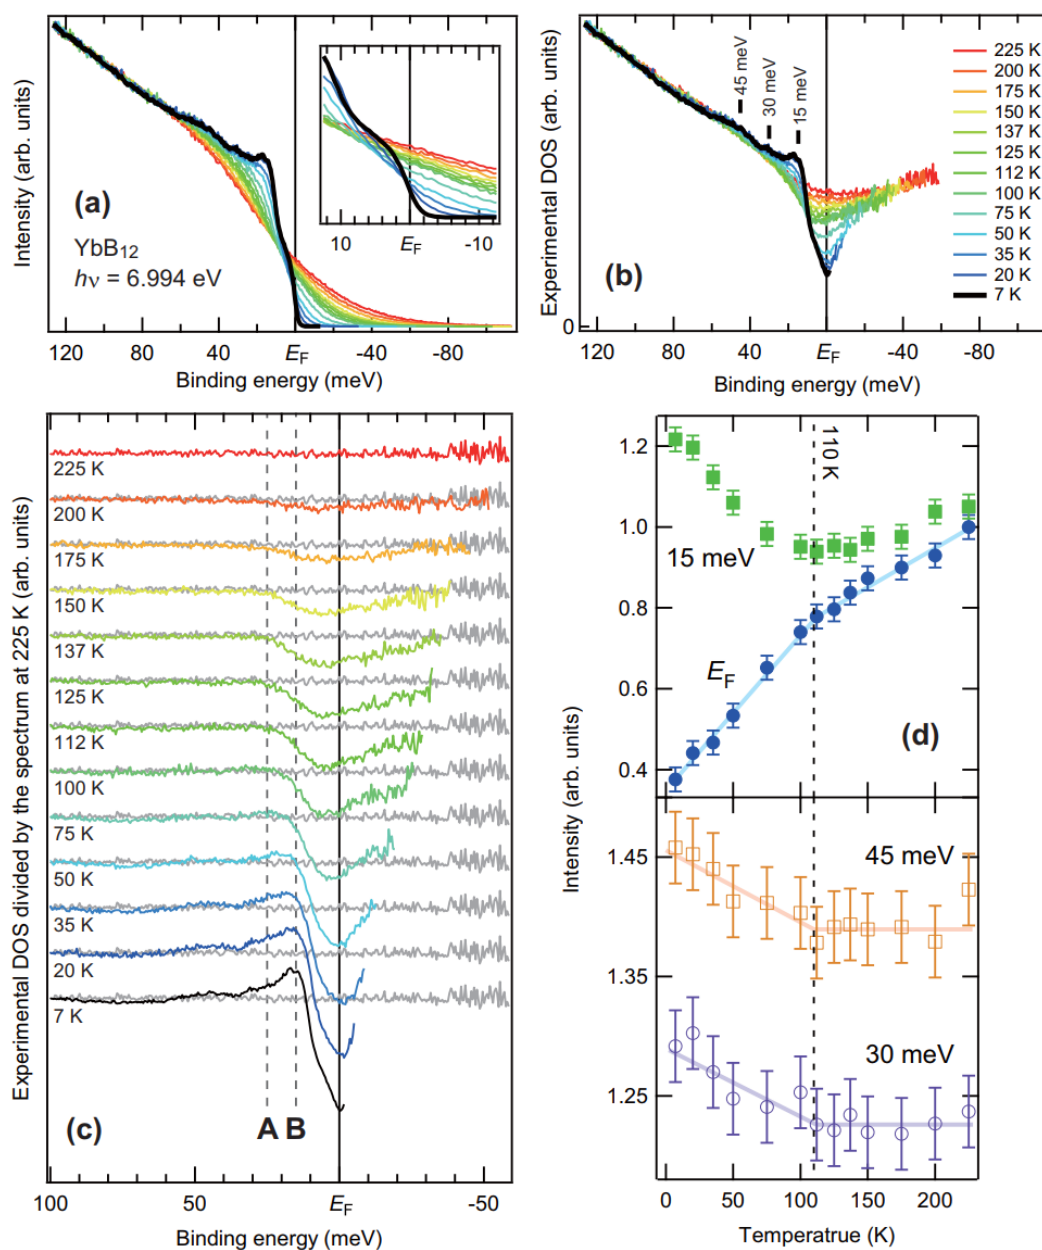 Intensity (arb. units)
(a)
YbB12
hν = 6.994 eV
10
EF
-10
120
80
40
EF
-40
-80
Binding energy (meV)
Experimental DOS (arb. units)
0
45 meV
30 meV
15 meV
(b)
225 K
200 K
175 K
150 K
137 K
125 K
112 K
100 K
75 K
50 K
35 K
20 K
7 K
120
80
40
EF
-40
-80
Binding energy (meV)
Experimental DOS divided by the spectrum at 225 K (arb. units)
225 K
200 K
175 K
150 K
137 K
125 K
112 K
100 K
75 K
50 K
35 K
20 K
7 K
(c)
A B
100
50
EF
-50
Binding energy (meV)
Intensity (arb. units)
1.2
1.0
0.8
0.6
0.4
110 K
15 meV
EF
(d)
1.45
1.35
1.25
45 meV
30 meV
0
50
100
150
200
Temperatrue (K)